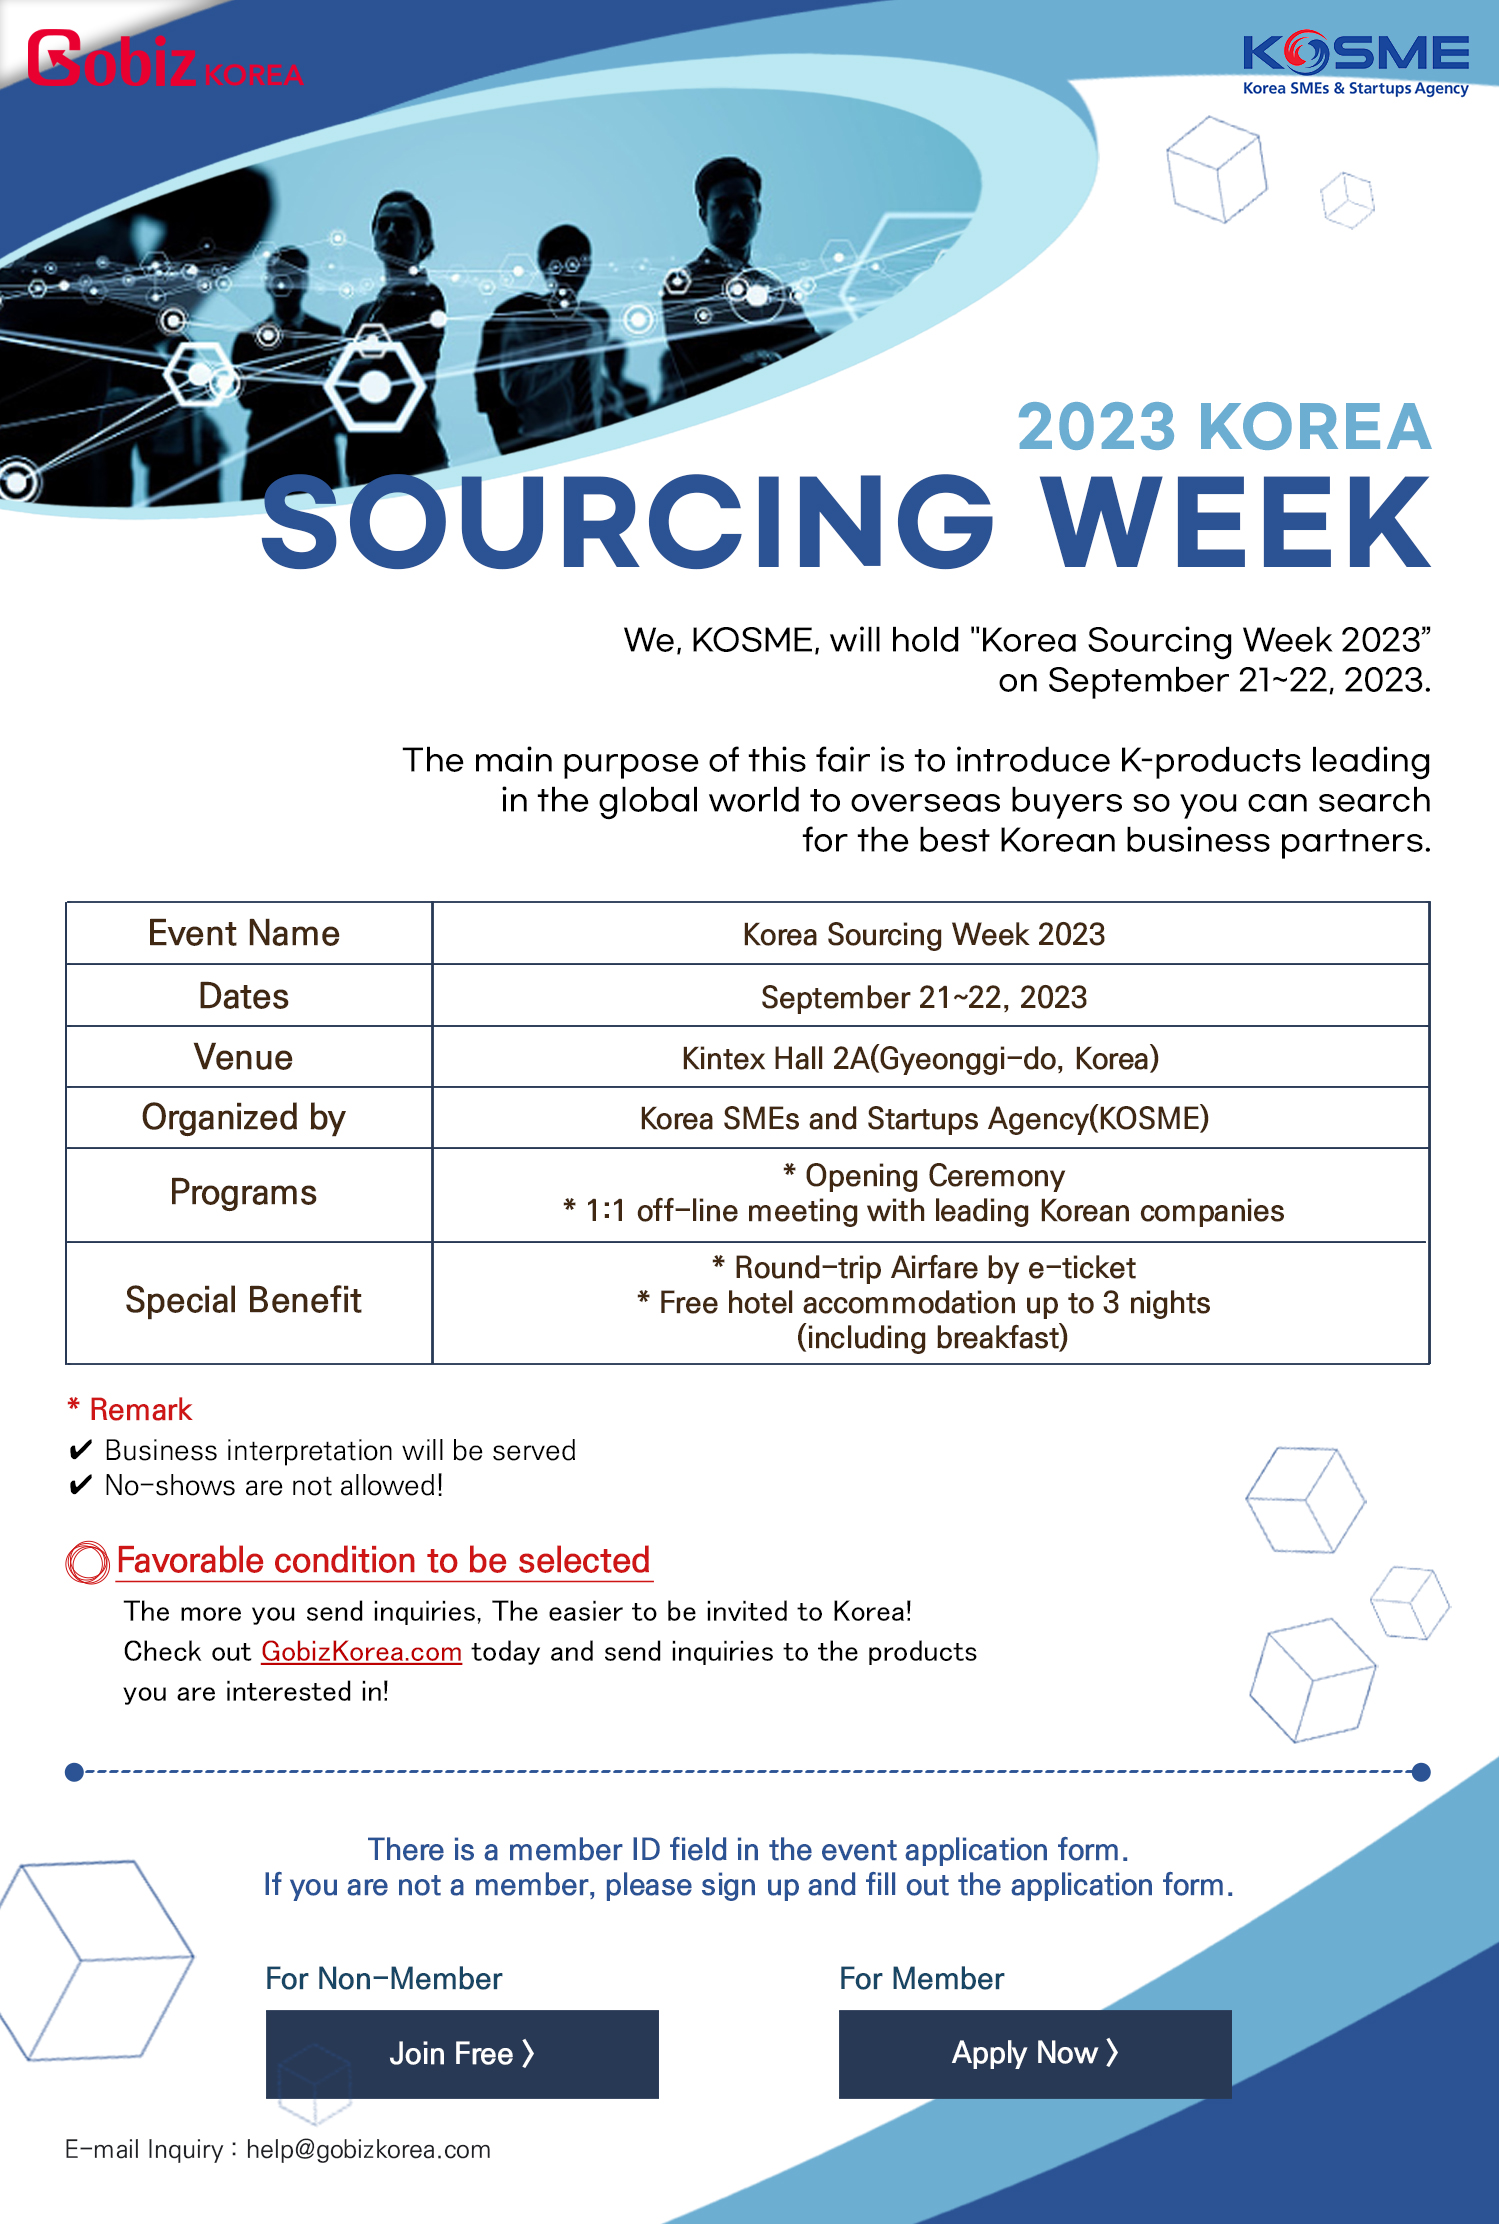 Gobiz KOREA
KOSME
Korea SMEs & Startups Agency
2023 KOREA
SOURCING WEEK
We, KOSME, will hold "Korea Sourcing Week 2023”
on September 21~22, 2023.
The main purpose of this fair is to introduce K-products leading
in the global world to overseas buyers so you can search
for the best Korean business partners.
Event Name
Korea Sourcing Week 2023
Dates
September 21~22, 2023
Venue
Kintex Hall 2A(Gyeonggi-do, Korea)
Organized by
Korea SMEs and Startups Agency(KOSME)
Programs
* Opening Ceremony
* 1:1 off-line meeting with leading Korean companies
Special Benefit
* Round-trip Airfare by e-ticket
* Free hotel accommodation up to 3 nights
(including breakfast)
* Remark
✔ Business interpretation will be served
✔ No-shows are not allowed!
Favorable condition to be selected
The more you send inquiries, The easier to be invited to Korea!
Check out GobizKorea.com today and send inquiries to the products
you are interested in!
There is a member ID field in the event application form.
If you are not a member, please sign up and fill out the application form.
For Non-Member
Join Free 〉
For Member
Apply Now 〉
E-mail Inquiry : help@gobizkorea.com